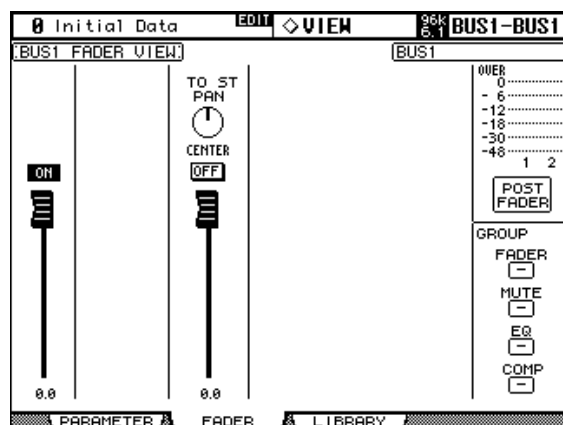 0 Initial Data EDIT ◇VIEW 96k 6.1 BUS1-BUS1
BUS1 FADER VIEW
BUS1
TO ST
PAN
CENTER
ON
OFF
0.0
0.0
OVER
0
- 6
-12
-18
-30
-48
1 2
POST
FADER
GROUP
FADER
-
MUTE
-
EQ
-
COMP
-
PARAMETER FADER LIBRARY